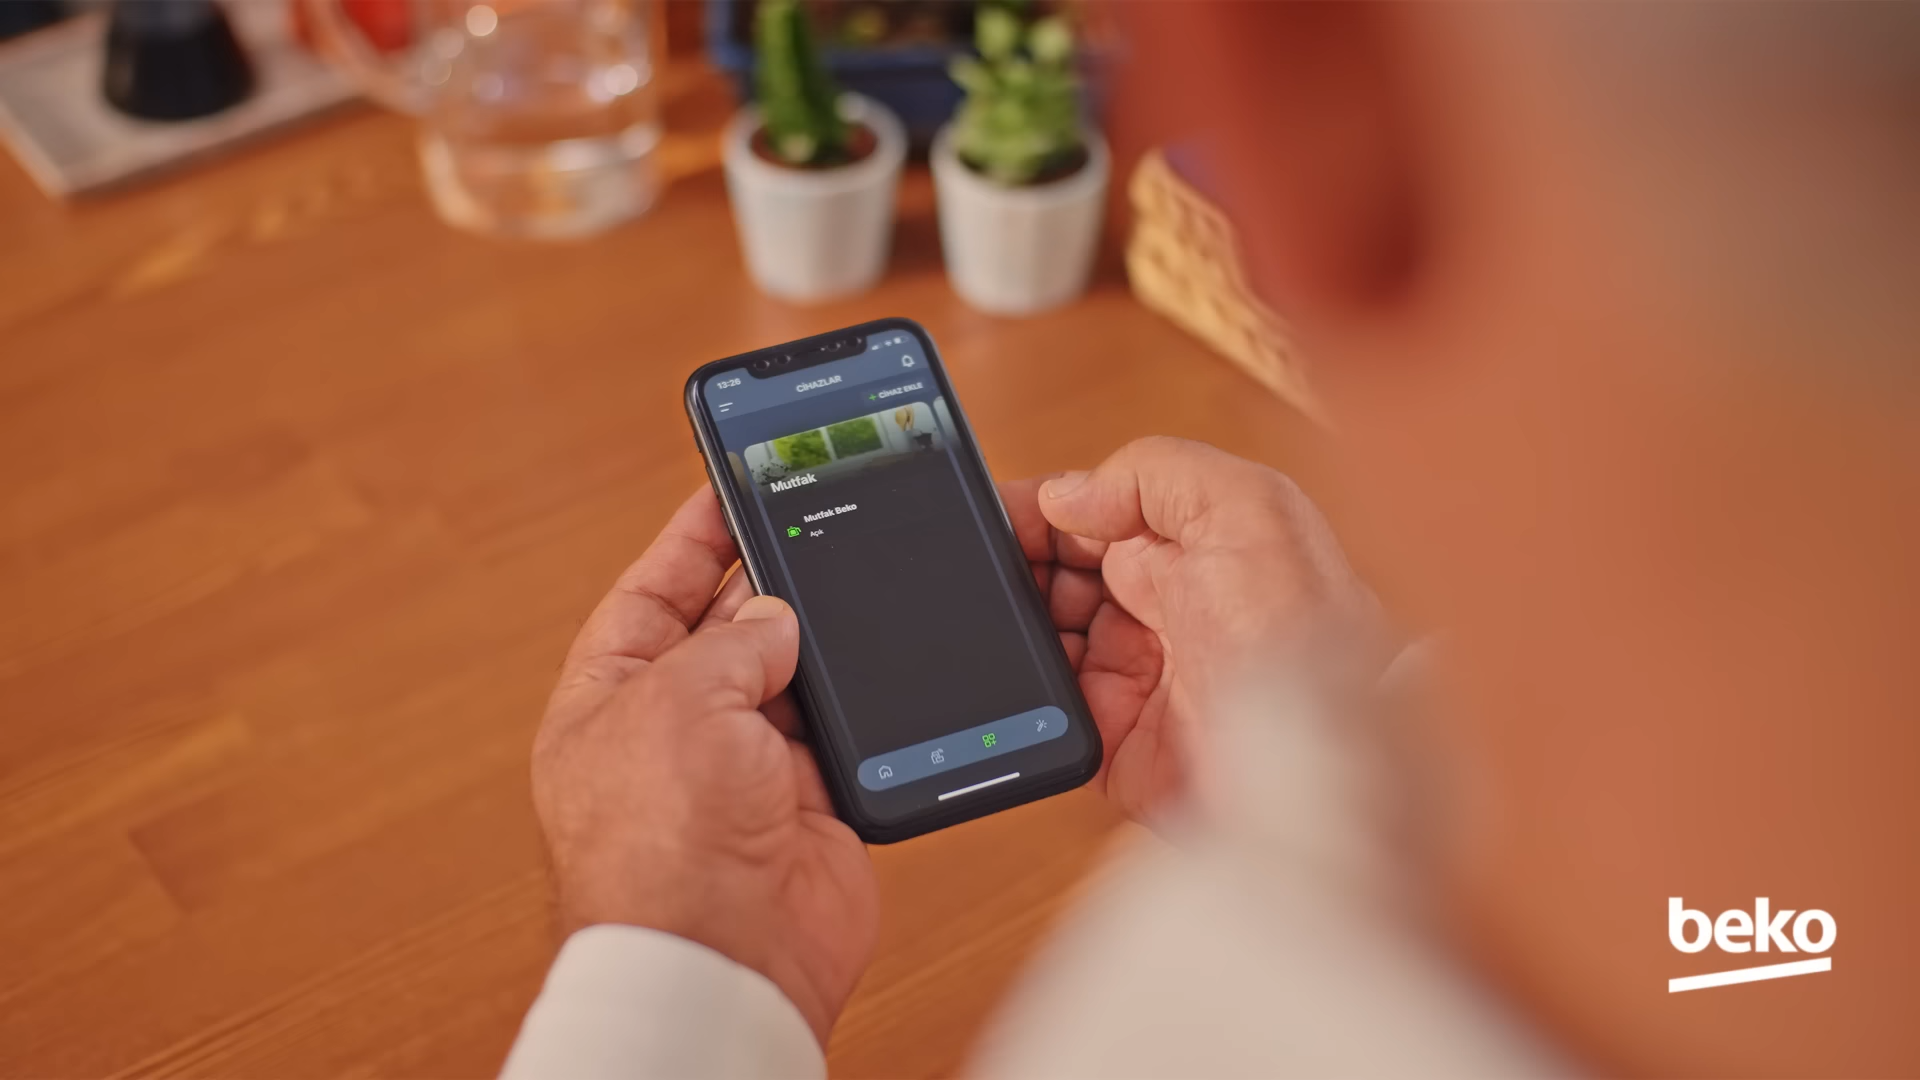 13:26
CİHAZLAR
+ CİHAZ EKLE
Mutfak
Mutfak Beko
Açık
beko